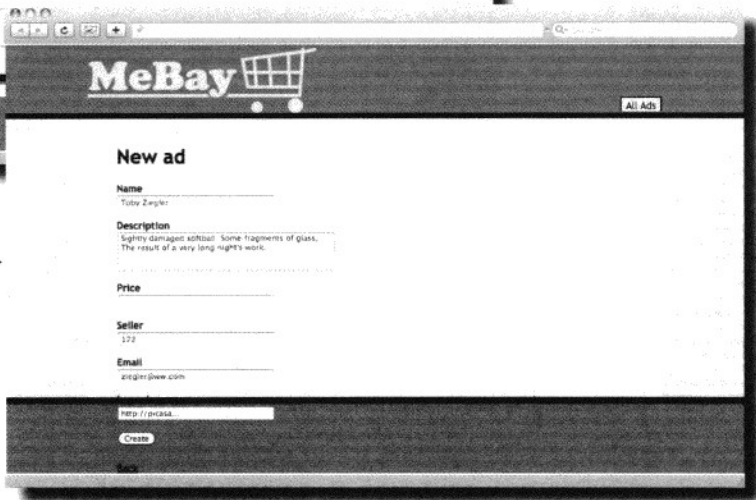 MeBay
All Ads
New ad
Name
Toby Ziegler
Description
Sightly damaged softball. Some fragments of glass.
The result of a very long night's work.
Price
Seller
172
Email
ziegler@ww.com
http://picasa...
Create
Back